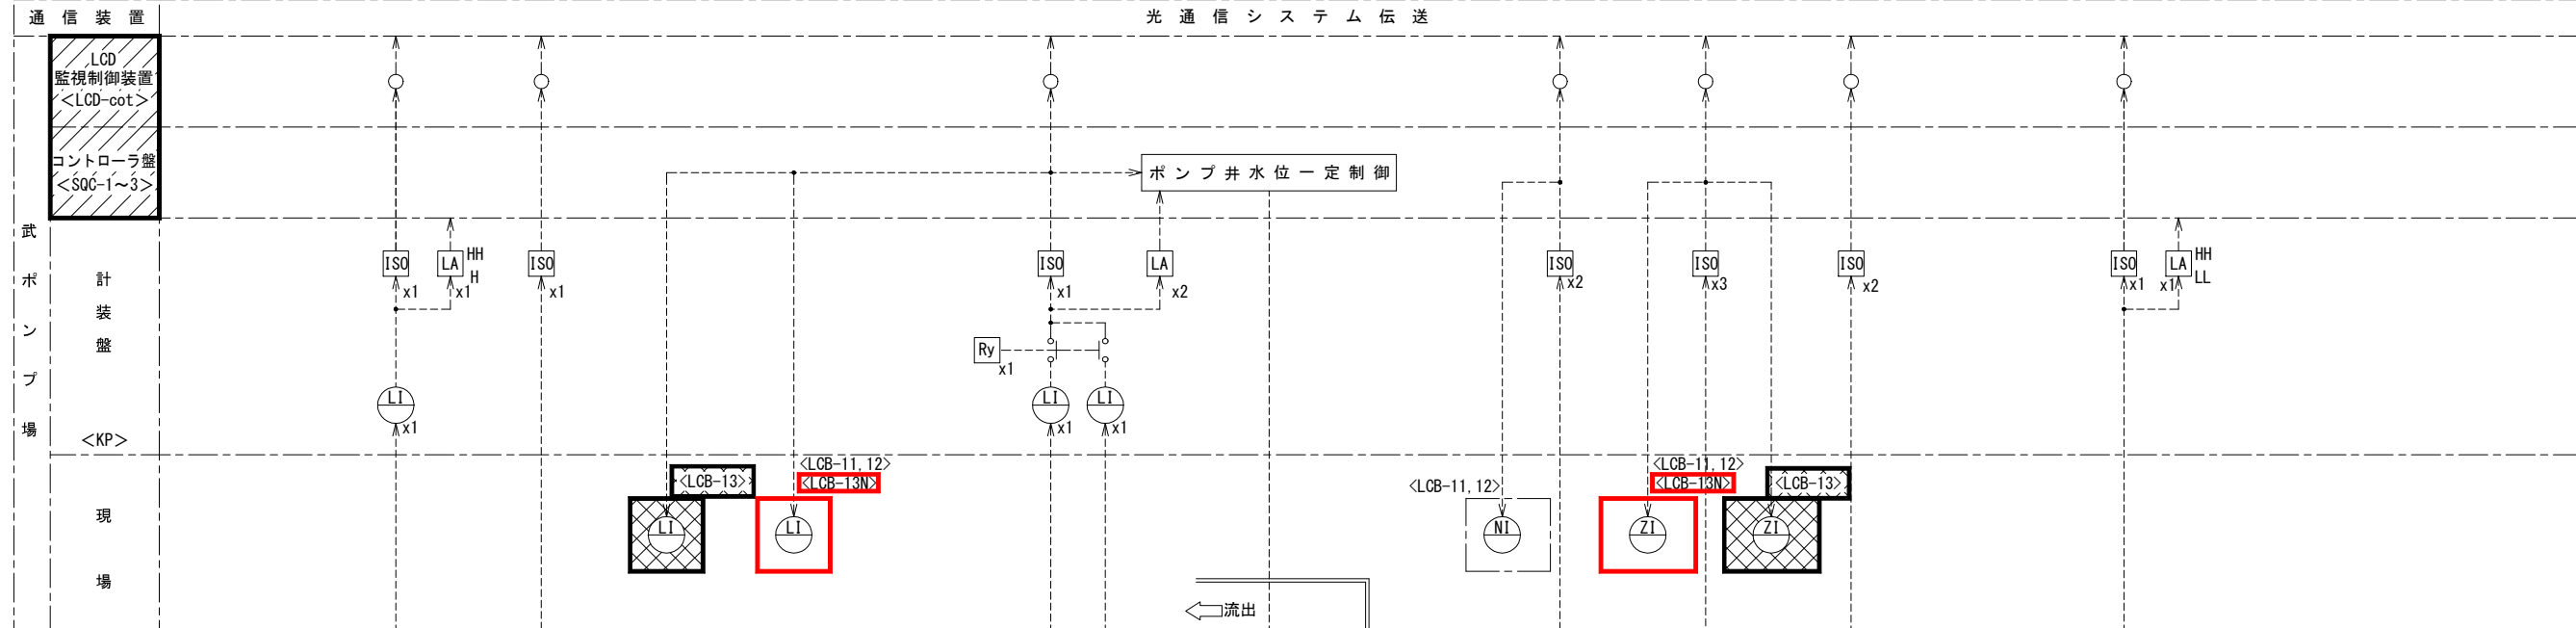 通信装置
光通信システム伝送
LCD
監視制御装置
<LCD-cot>
コントローラ盤
<SQC-1～3>
ポンプ井水位一定制御
武ポンプ場
計装盤
<KP>
ISO
x1
LA
HH
H
x1
ISO
x1
ISO
x1
LA
x2
ISO
x2
ISO
x3
ISO
x2
ISO
x1
LA
HH
LL
x1
Ry
x1
LI
x1
LI
x1
LI
x1
現場
<LCB-13>
LI
<LCB-11,12>
<LCB-13N>
LI
<LCB-11,12>
NI
<LCB-11,12>
<LCB-13N>
ZI
<LCB-13>
ZI
流出